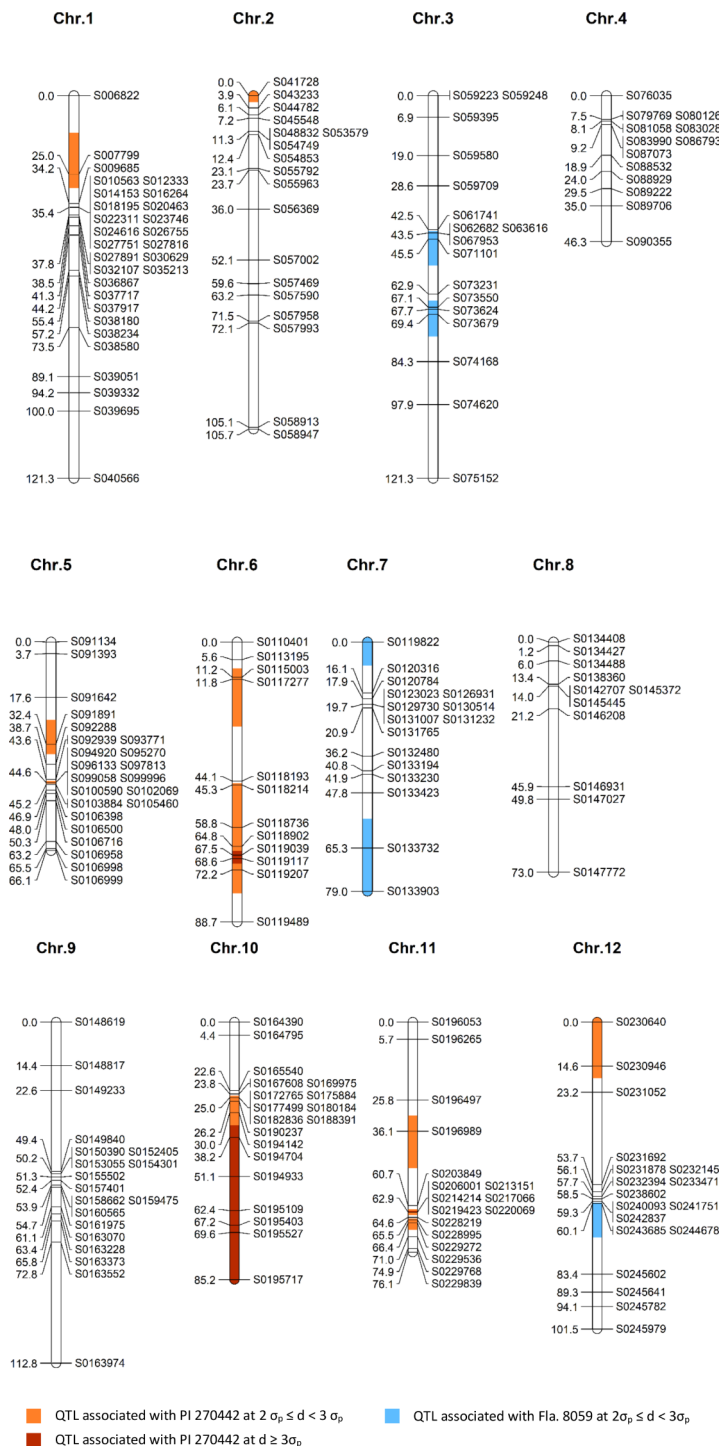 Chr.1
Chr.2
Chr.3
Chr.4
0.0 S006822
25.0 S007799
34.2 S009685
S010563 S012333
S014153 S016264
35.4 S018195 S020463
S022311 S023746
S024616 S026755
S027751 S027816
37.8 S027891 S030629
S032107 S035213
38.5 S036867
41.3 S037717
44.2 S037917
55.4 S038180
57.2 S038234
73.5 S038580
89.1 S039051
94.2 S039332
100.0 S039695
121.3 S040566
0.0 S041728
3.9 S043233
6.1 S044782
7.2 S045548
11.3 S048832 S053579
S054749
12.4 S054853
23.1 S055792
23.7 S055963
36.0 S056369
52.1 S057002
59.6 S057469
63.2 S057590
71.5 S057958
72.1 S057993
105.1 S058913
105.7 S058947
0.0 S059223 S059248
6.9 S059395
19.0 S059580
28.6 S059709
42.5 S061741
43.5 S062682 S063616
S067953
45.5 S071101
62.9 S073231
67.1 S073550
67.7 S073624
69.4 S073679
84.3 S074168
97.9 S074620
121.3 S075152
0.0 S076035
7.5 S079769 S080126
8.1 S081058 S083028
9.2 S083990 S086793
S087073
18.9 S088532
24.0 S088929
29.5 S089222
35.0 S089706
46.3 S090355
Chr.5
Chr.6
Chr.7
Chr.8
0.0 S091134
3.7 S091393
17.6 S091642
32.4 S091891
38.7 S092288
43.6 S092939 S093771
S094920 S095270
S096133 S097813
44.6 S099058 S099996
S0100590 S0102069
45.2 S0103884 S0105460
46.9 S0106398
48.0 S0106500
50.3 S0106716
63.2 S0106958
65.5 S0106998
66.1 S0106999
0.0 S0110401
5.6 S0113195
11.2 S0115003
11.8 S0117277
44.1 S0118193
45.3 S0118214
58.8 S0118736
64.8 S0118902
67.5 S0119039
68.6 S0119117
72.2 S0119207
88.7 S0119489
0.0 S0119822
16.1 S0120316
17.9 S0120784
S0123023 S0126931
19.7 S0129730 S0130514
S0131007 S0131232
20.9 S0131765
36.2 S0132480
40.8 S0133194
41.9 S0133230
47.8 S0133423
65.3 S0133732
79.0 S0133903
0.0 S0134408
1.2 S0134427
6.0 S0134488
13.4 S0138360
14.0 S0142707 S0145372
S0145445
21.2 S0146208
45.9 S0146931
49.8 S0147027
73.0 S0147772
Chr.9
Chr.10
Chr.11
Chr.12
0.0 S0148619
14.4 S0148817
22.6 S0149233
49.4 S0149840
50.2 S0150390 S0152405
S0153055 S0154301
51.3 S0155502
52.4 S0157401
53.9 S0158662 S0159475
S0160565
54.7 S0161975
61.1 S0163070
63.4 S0163228
65.8 S0163373
72.8 S0163552
112.8 S0163974
0.0 S0164390
4.4 S0164795
22.6 S0165540
23.8 S0167608 S0169975
S0172765 S0175884
25.0 S0177499 S0180184
S0182836 S0188391
26.2 S0190237
30.0 S0194142
38.2 S0194704
51.1 S0194933
62.4 S0195109
67.2 S0195403
69.6 S0195527
85.2 S0195717
0.0 S0196053
5.7 S0196265
25.8 S0196497
36.1 S0196989
60.7 S0203849
S0206001 S0213151
62.9 S0214214 S0217066
S0219423 S0220069
64.6 S0228219
65.5 S0228995
66.4 S0229272
71.0 S0229536
74.9 S0229768
76.1 S0229839
0.0 S0230640
14.6 S0230946
23.2 S0231052
53.7 S0231692
56.1 S0231878 S0232145
57.7 S0232394 S0233471
58.5 S0238602
59.3 S0240093 S0241751
S0242837
60.1 S0243685 S0244678
83.4 S0245602
89.3 S0245641
94.1 S0245782
101.5 S0245979
QTL associated with PI 270442 at 2 σp ≤ d < 3 σp
QTL associated with Fla. 8059 at 2σp ≤ d < 3σp
QTL associated with PI 270442 at d ≥ 3σp